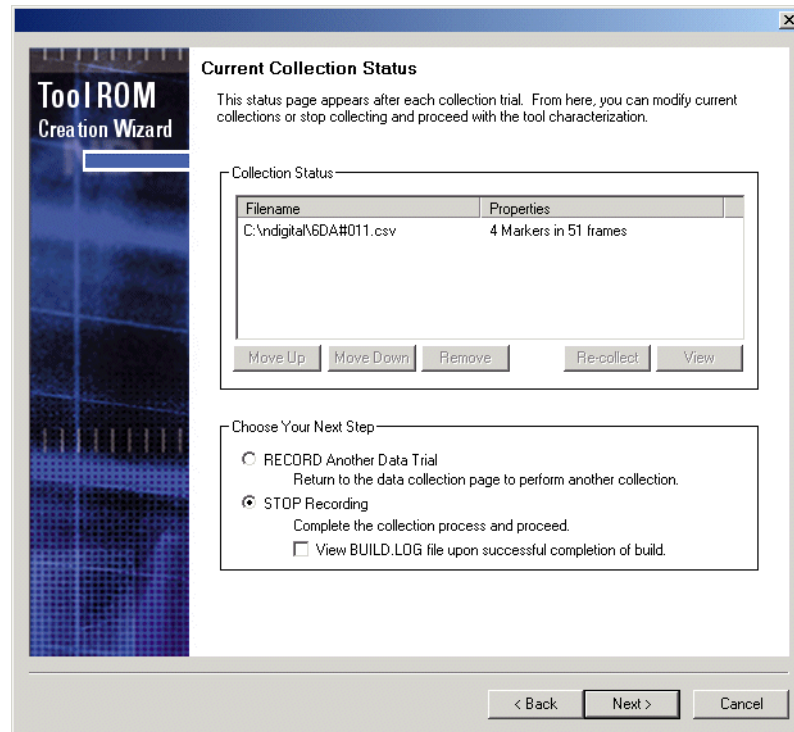 Tool ROM
Creation Wizard
Current Collection Status
This status page appears after each collection trial. From here, you can modify current
collections or stop collecting and proceed with the tool characterization.
Collection Status
Filename Properties
C:\ndigital\6DA#011.csv 4 Markers in 51 frames
Move Up Move Down Remove Re-collect View
Choose Your Next Step
RECORD Another Data Trial
Return to the data collection page to perform another collection.
STOP Recording
Complete the collection process and proceed.
View BUILD.LOG file upon successful completion of build.
< Back Next > Cancel